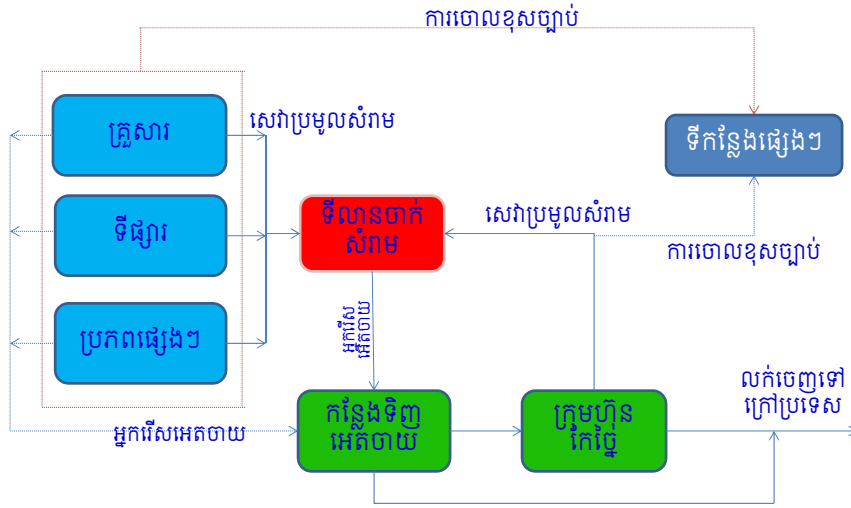 ការចោលខុសច្បាប់
គ្រួសារ
សេវាប្រមូលសំរាម
ទីកន្លែងផ្សេងៗ
ទីផ្សារ
ទីលានចាក់
សំរាម
សេវាប្រមូលសំរាម
ការចោលខុសច្បាប់
ប្រភពផ្សេងៗ
អ្នករើស
អេតចាយ
លក់ចេញទៅ
ក្រៅប្រទេស
អ្នករើសអេតចាយ
កន្លែងទិញ
អេតចាយ
ក្រុមហ៊ុន
កែច្នៃ